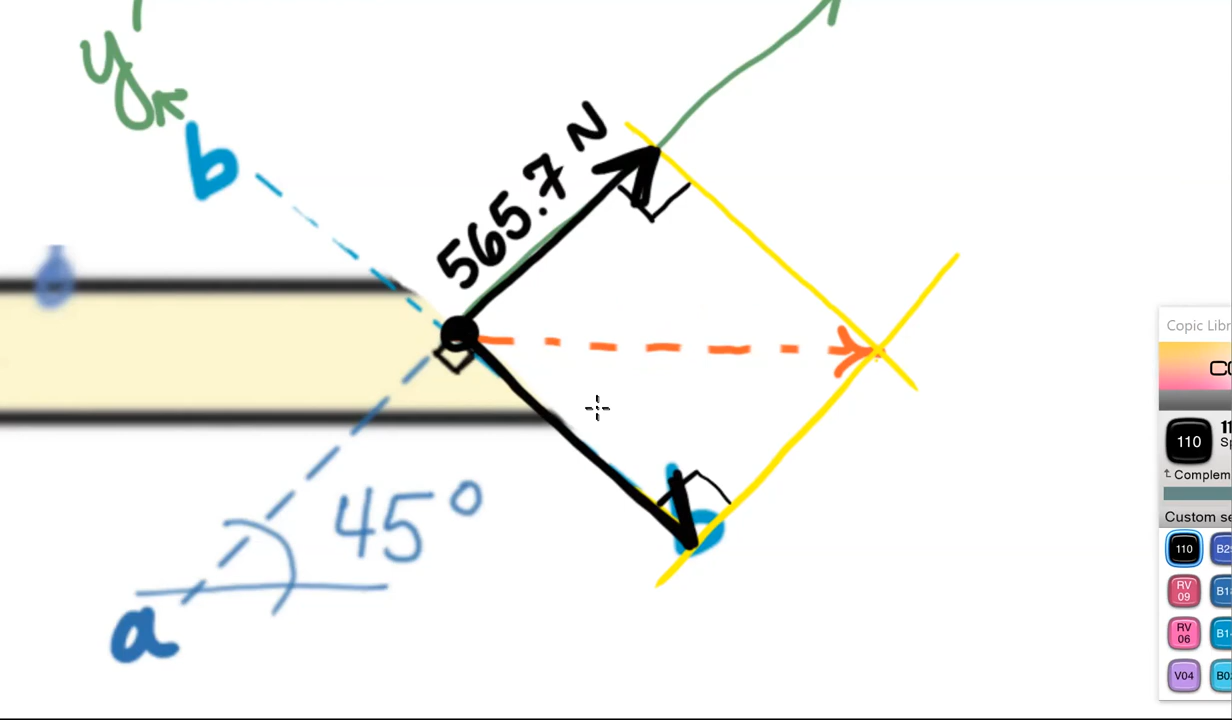 y
b
565.7 N
45°
a
b
Copic Libr
110
Complem
Custom se
110
RV
09
RV
06
V04